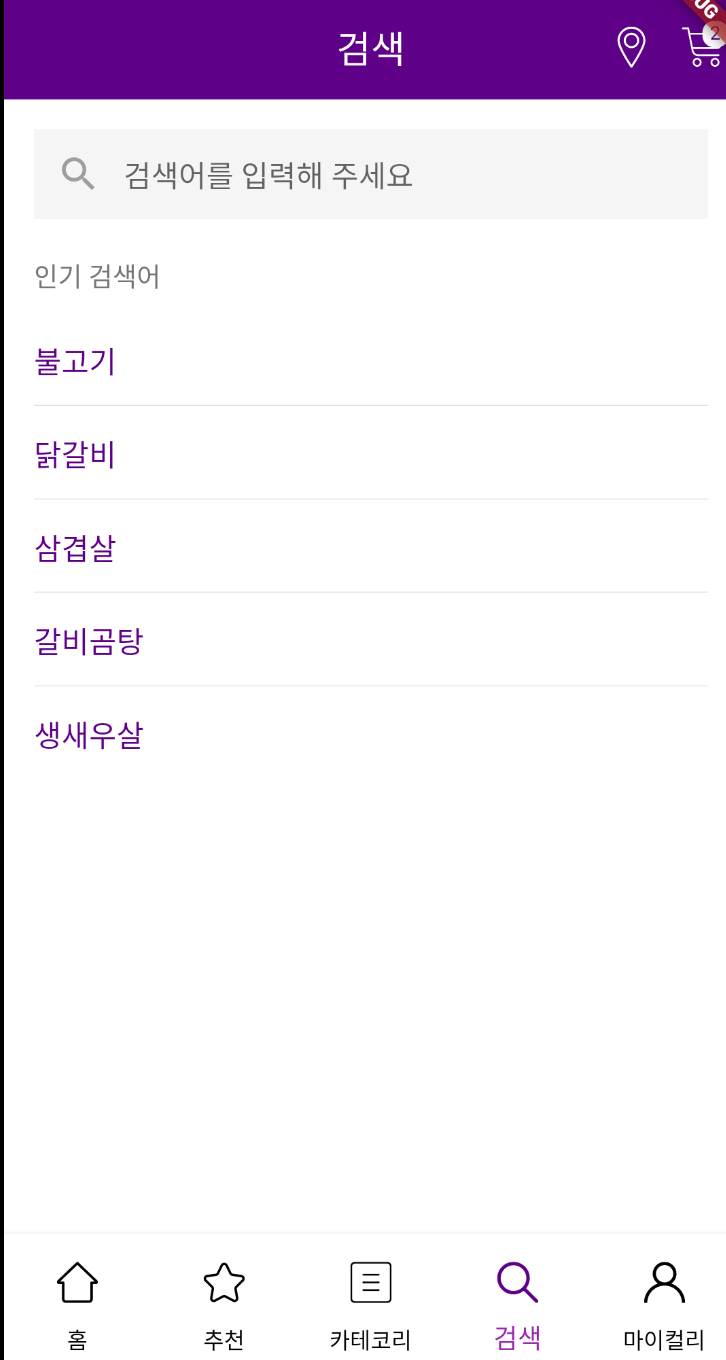 검색
2
검색어를 입력해 주세요
인기 검색어
불고기
닭갈비
삼겹살
갈비곰탕
생새우살
홈
추천
카테코리
검색
마이컬리